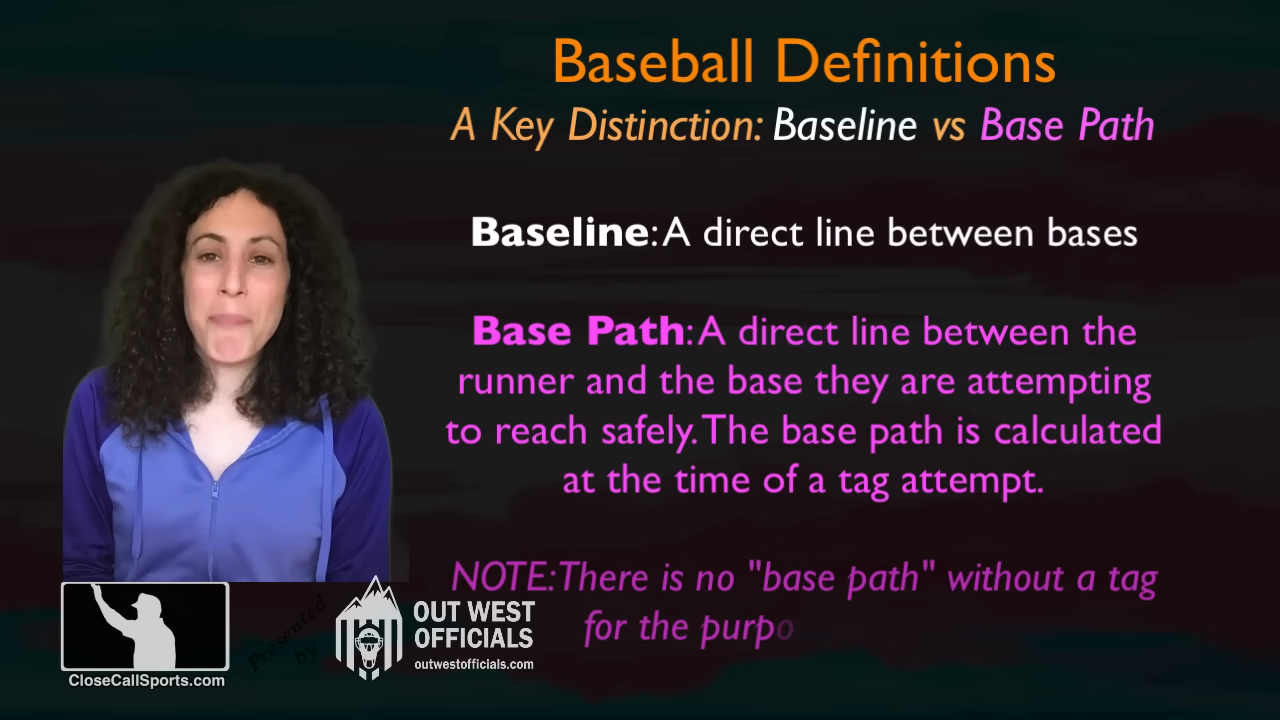 Baseball Definitions
A Key Distinction: Baseline vs Base Path
Baseline: A direct line between bases
Base Path: A direct line between the
runner and the base they are attempting
to reach safely. The base path is calculated
at the time of a tag attempt.
NOTE: There is no "base path" without a tag
for the purpo
CloseCallSports.com
Presented
by
OUT WEST
OFFICIALS
outwestofficials.com